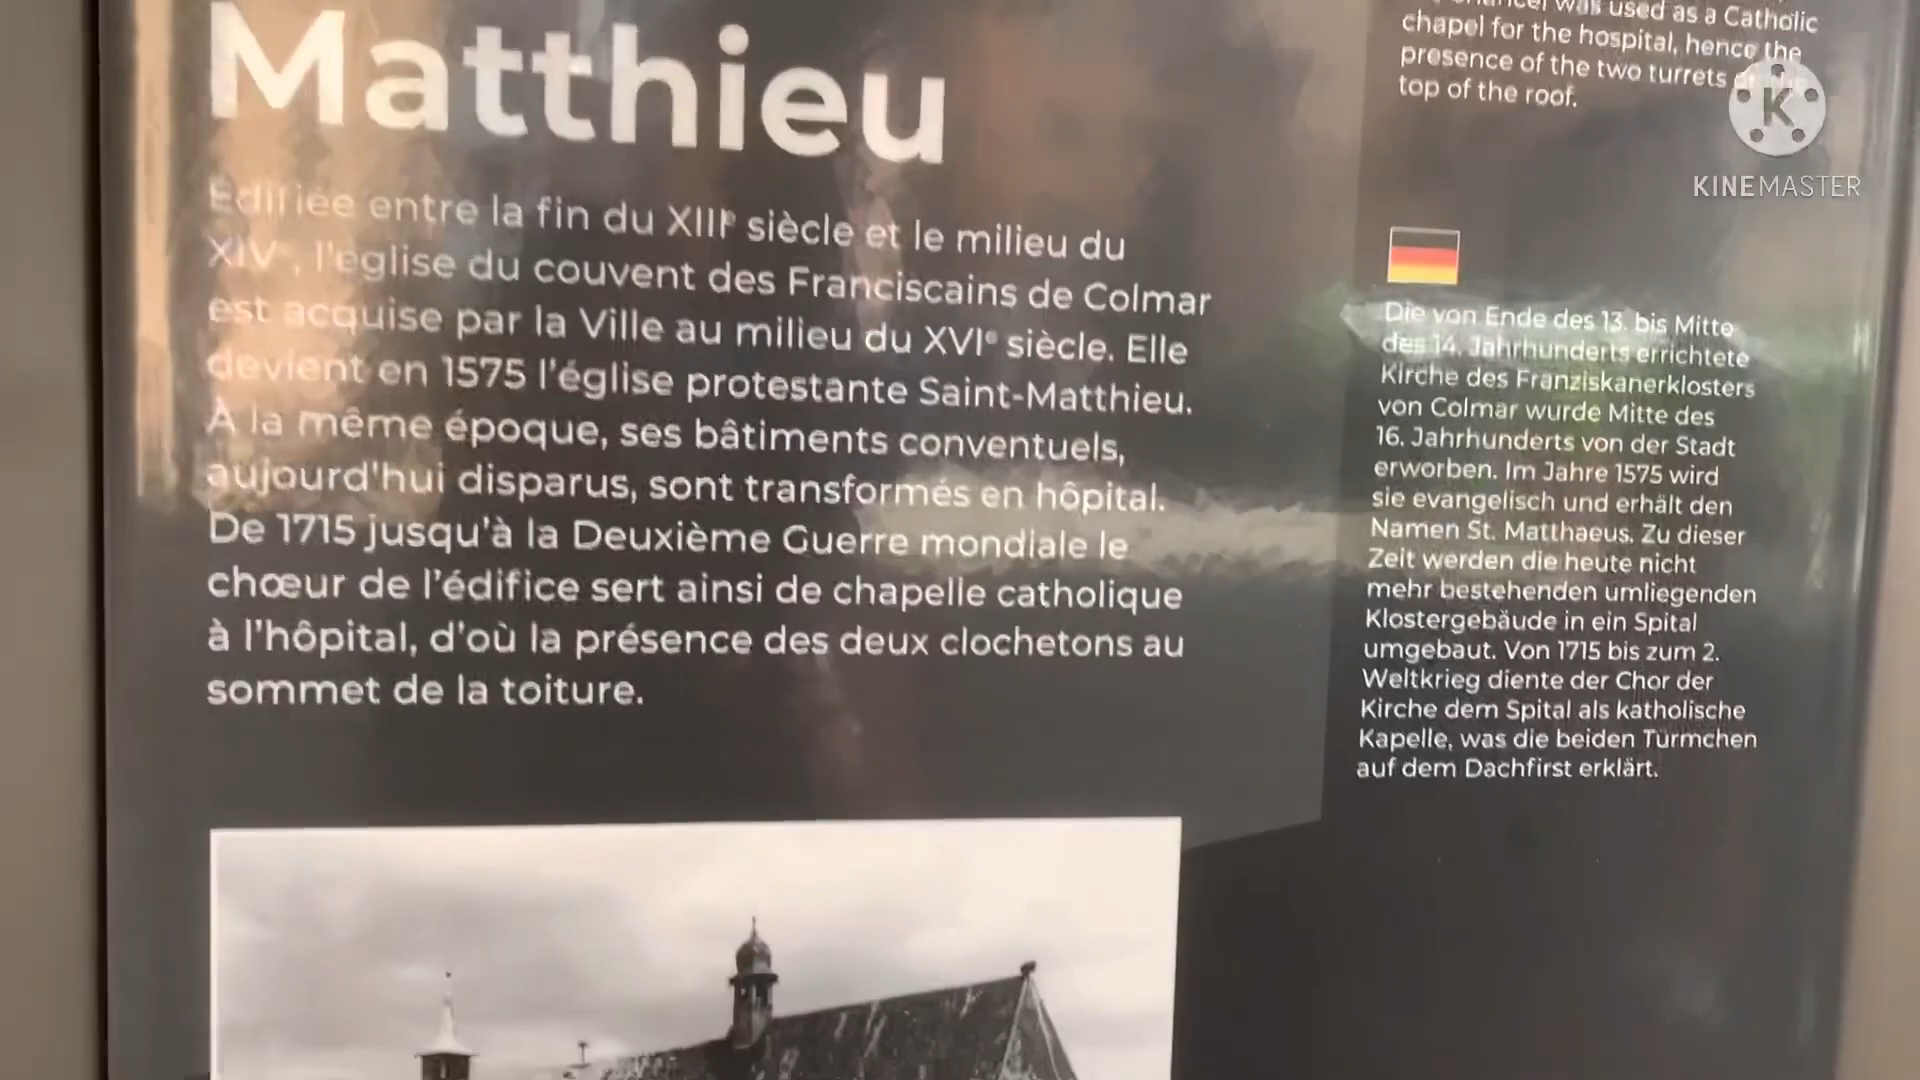 Matthieu
Édifiée entre la fin du XIIIᵉ siècle et le milieu du
XIVᵉ, l'église du couvent des Franciscains de Colmar
est acquise par la Ville au milieu du XVIᵉ siècle. Elle
devient en 1575 l'église protestante Saint-Matthieu.
À la même époque, ses bâtiments conventuels,
aujourd'hui disparus, sont transformés en hôpital.
De 1715 jusqu'à la Deuxième Guerre mondiale le
chœur de l'édifice sert ainsi de chapelle catholique
à l'hôpital, d'où la présence des deux clochetons au
sommet de la toiture.
was used as a Catholic
chapel for the hospital, hence the
presence of the two turrets
top of the roof.
K
KINEMASTER
Die von Ende des 13. bis Mitte
des 14. Jahrhunderts errichtete
Kirche des Franziskanerklosters
von Colmar wurde Mitte des
16. Jahrhunderts von der Stadt
erworben. Im Jahre 1575 wird
sie evangelisch und erhält den
Namen St. Matthaeus. Zu dieser
Zeit werden die heute nicht
mehr bestehenden umliegenden
Klostergebäude in ein Spital
umgebaut. Von 1715 bis zum 2.
Weltkrieg diente der Chor der
Kirche dem Spital als katholische
Kapelle, was die beiden Türmchen
auf dem Dachfirst erklärt.